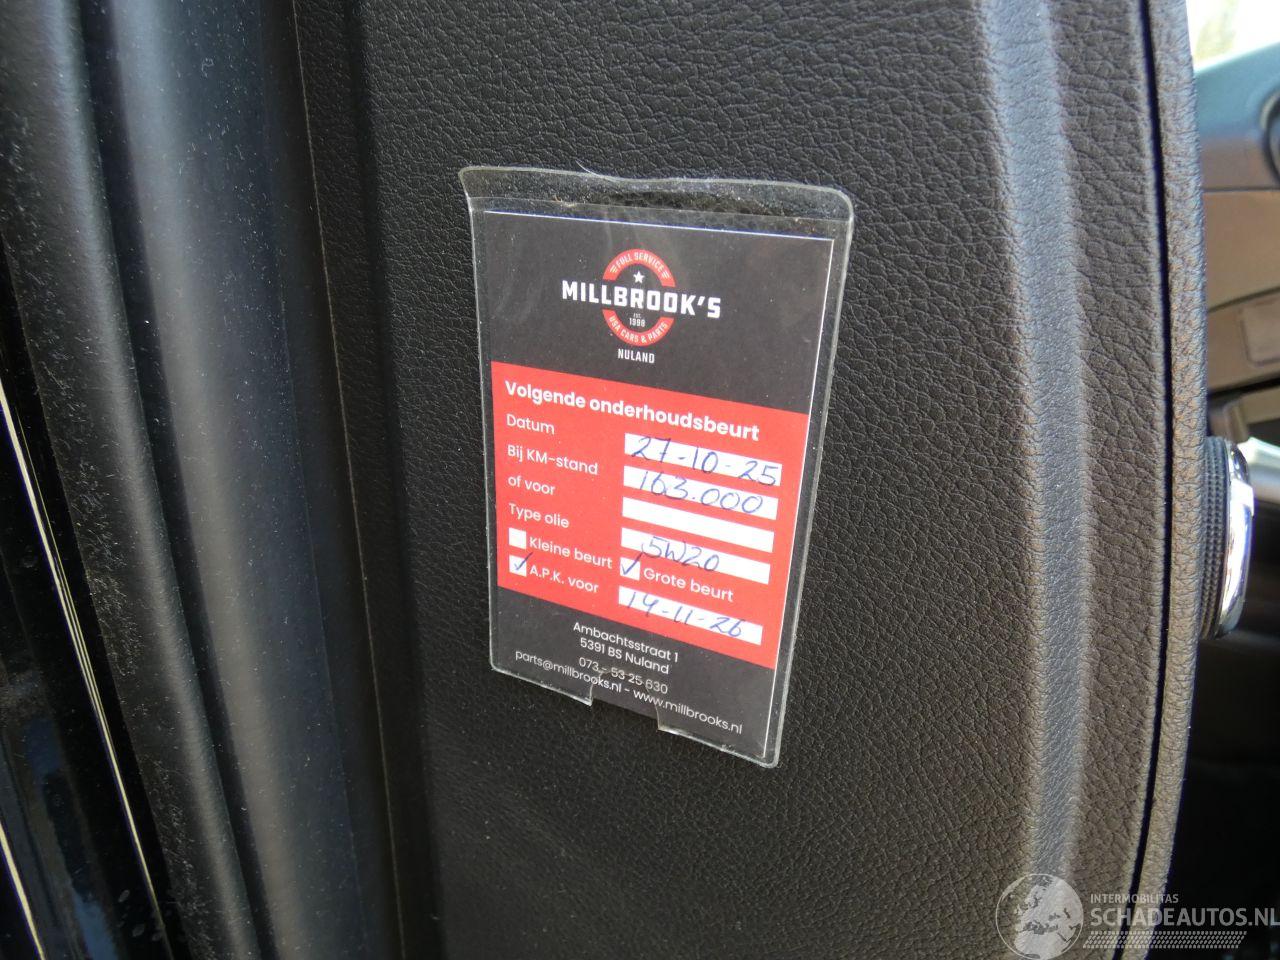 FULL SERVICE
MILLBROOK'S
EST.
1998
USA CARS & PARTS
NULAND
Volgende onderhoudsbeurt
Datum 27-10-25
Bij KM-stand 163.000
of voor
Type olie 5W20
Kleine beurt ✓ Grote beurt
✓ A.P.K. voor 14-11-26
Ambachtsstraat 1
5391 BS Nuland
073 - 53 25 630
parts@millbrooks.nl - www.millbrooks.nl
INTERMOBILITAS
SCHADEAUTOS.NL